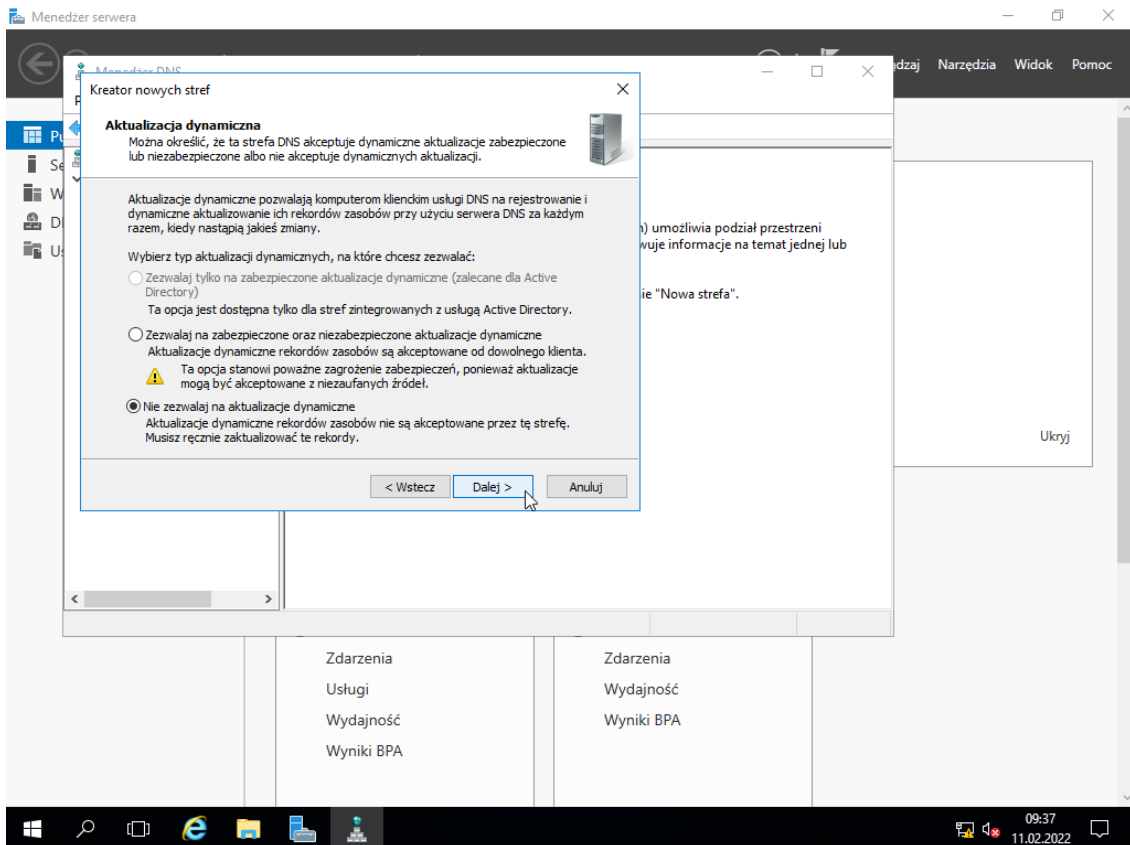 Menedżer serwera
Menedżer DNS
Zarządzaj Narzędzia Widok Pomoc
Kreator nowych stref
Aktualizacja dynamiczna
Można określić, że ta strefa DNS akceptuje dynamiczne aktualizacje zabezpieczone
lub niezabezpieczone albo nie akceptuje dynamicznych aktualizacji.
Aktualizacje dynamiczne pozwalają komputerom klienckim usługi DNS na rejestrowanie i
dynamiczne aktualizowanie ich rekordów zasobów przy użyciu serwera DNS za każdym
razem, kiedy nastąpią jakieś zmiany.
Wybierz typ aktualizacji dynamicznych, na które chcesz zezwalać:
Zezwalaj tylko na zabezpieczone aktualizacje dynamiczne (zalecane dla Active
Directory)
Ta opcja jest dostępna tylko dla stref zintegrowanych z usługą Active Directory.
Zezwalaj na zabezpieczone oraz niezabezpieczone aktualizacje dynamiczne
Aktualizacje dynamiczne rekordów zasobów są akceptowane od dowolnego klienta.
Ta opcja stanowi poważne zagrożenie zabezpieczeń, ponieważ aktualizacje
mogą być akceptowane z niezaufanych źródeł.
Nie zezwalaj na aktualizacje dynamiczne
Aktualizacje dynamiczne rekordów zasobów nie są akceptowane przez tę strefę.
Musisz ręcznie zaktualizować te rekordy.
< Wstecz Dalej > Anuluj
) umożliwia podział przestrzeni
wuje informacje na temat jednej lub
ie "Nowa strefa".
Ukryj
Zdarzenia
Usługi
Wydajność
Wyniki BPA
Zdarzenia
Wydajność
Wyniki BPA
09:37
11.02.2022